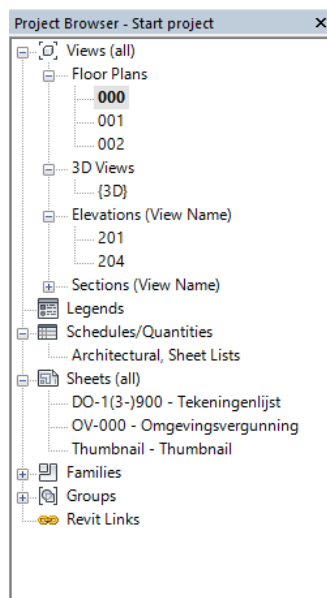 Project Browser - Start project
Views (all)
Floor Plans
000
001
002
3D Views
{3D}
Elevations (View Name)
201
204
Sections (View Name)
Legends
Schedules/Quantities
Architectural, Sheet Lists
Sheets (all)
DO-1(3-)900 - Tekeningenlijst
OV-000 - Omgevingsvergunning
Thumbnail - Thumbnail
Families
Groups
Revit Links